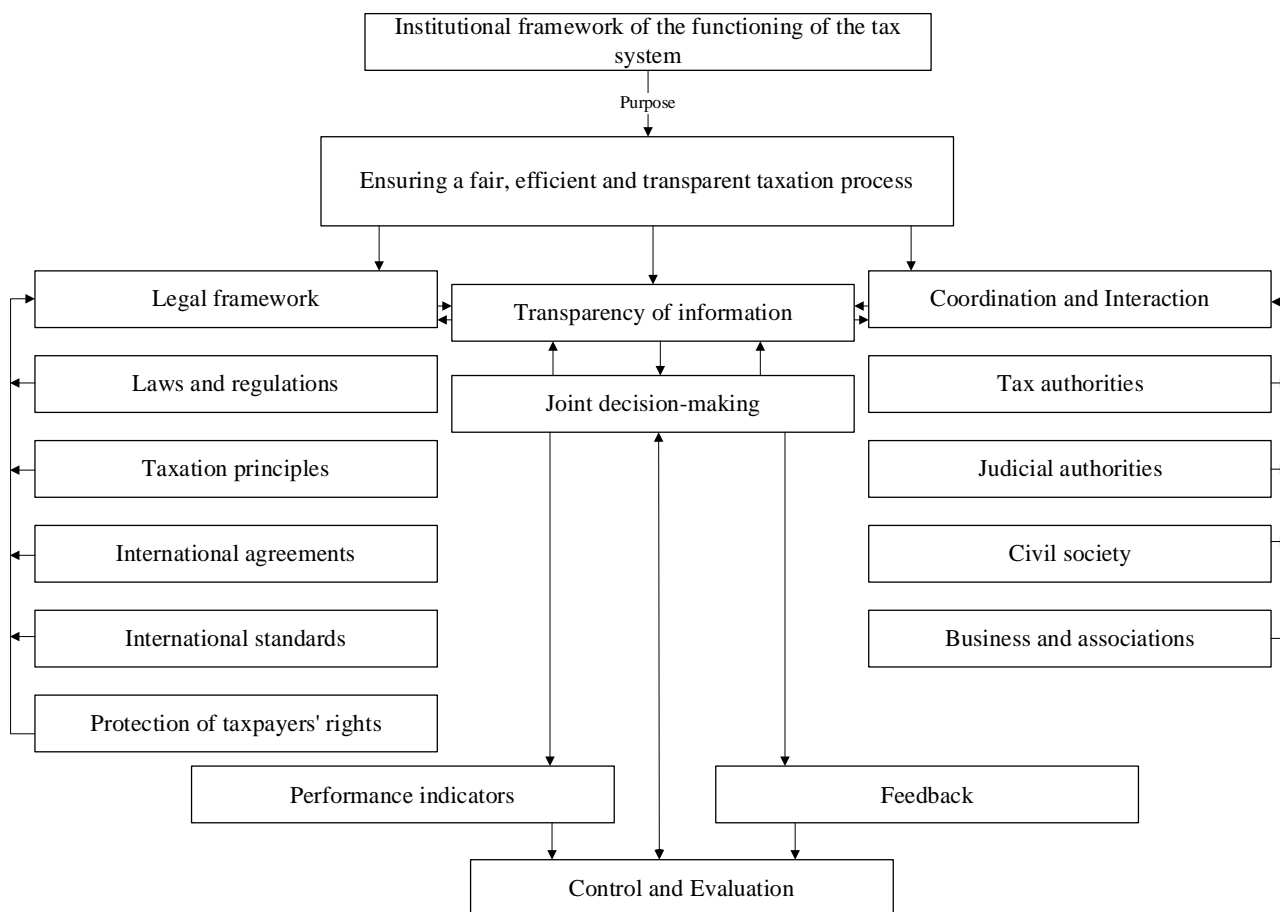 Institutional framework of the functioning of the tax
system
Purpose
Ensuring a fair, efficient and transparent taxation process
Legal framework
Transparency of information
Coordination and Interaction
Laws and regulations
Joint decision-making
Tax authorities
Taxation principles
Judicial authorities
International agreements
Civil society
International standards
Business and associations
Protection of taxpayers' rights
Performance indicators
Feedback
Control and Evaluation